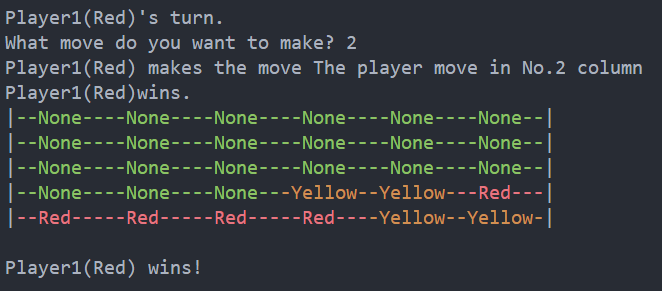 Player1(Red)'s turn.
What move do you want to make? 2
Player1(Red) makes the move The player move in No.2 column
Player1(Red)wins.
|--None----None----None----None----None----None--|
|--None----None----None----None----None----None--|
|--None----None----None----None----None----None--|
|--None----None----None---Yellow--Yellow---Red---|
|--Red-----Red-----Red-----Red----Yellow--Yellow-|
Player1(Red) wins!